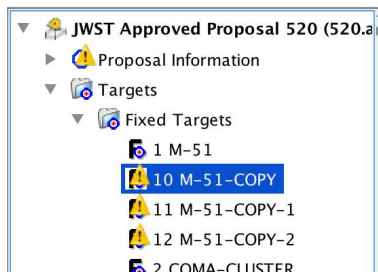 JWST Approved Proposal 520 (520.a
Proposal Information
Targets
Fixed Targets
1 M-51
10 M-51-COPY
11 M-51-COPY-1
12 M-51-COPY-2
2 COMA-CLUSTER